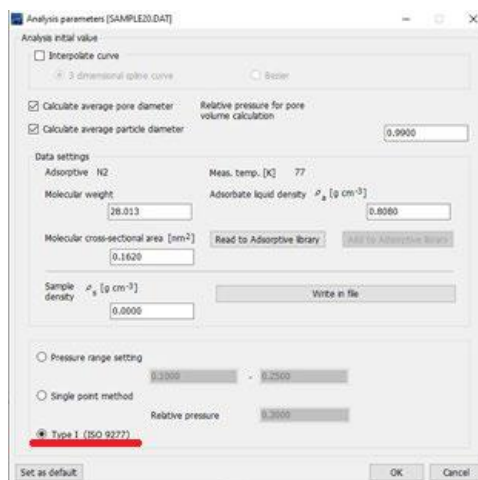 Analysis parameters [SAMPLE20.DAT]
Analysis initial value
Interpolate curve
3 dimensional spline curve
Bezier
Calculate average pore diameter
Relative pressure for pore
volume calculation
Calculate average particle diameter
0.9900
Data settings
Adsorptive N2
Meas. temp. [K] 77
Molecular weight
Adsorbate liquid density ρa [g cm-3]
28.013
0.8080
Molecular cross-sectional area [nm2]
Read to Adsorptive library
Add to Adsorptive library
0.1620
Sample density ρs [g cm-3]
Write in file
0.0000
Pressure range setting
0.1000 - 0.2500
Single point method
Relative pressure 0.3000
Type I (ISO 9277)
Set as default
OK
Cancel